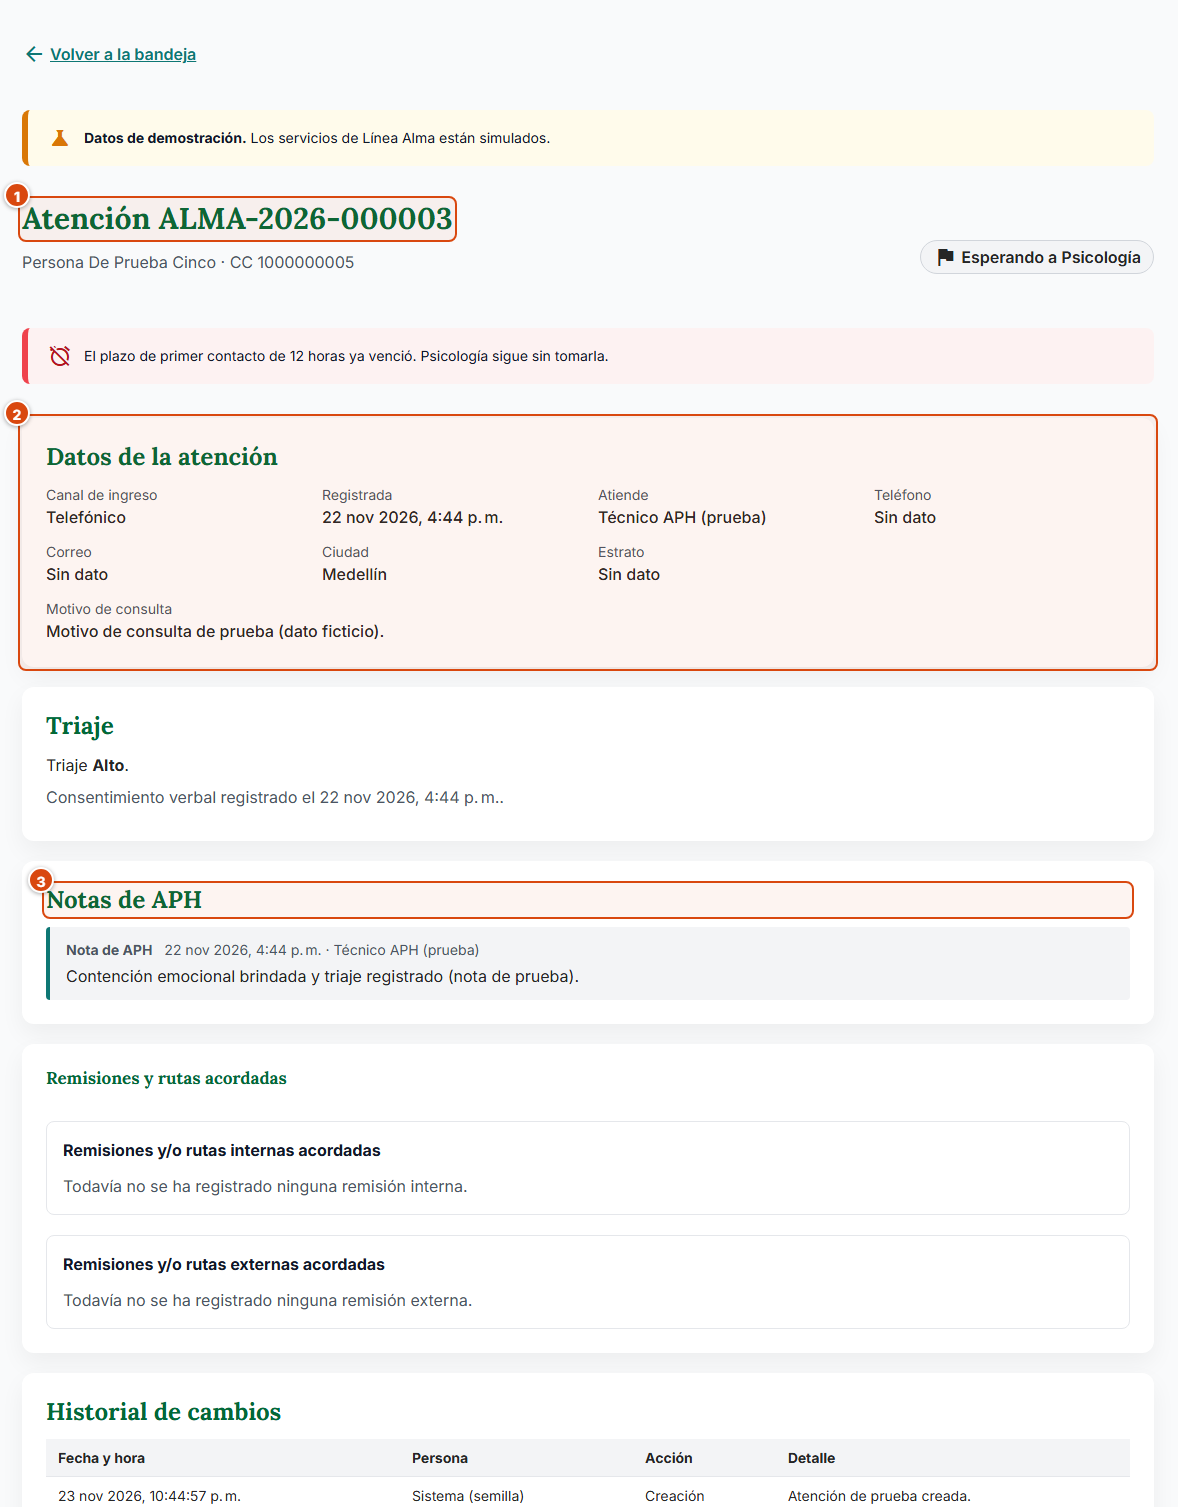 Volver a la bandeja
Datos de demostración. Los servicios de Línea Alma están simulados.
1
Atención ALMA-2026-000003
Persona De Prueba Cinco · CC 1000000005
Esperando a Psicología
El plazo de primer contacto de 12 horas ya venció. Psicología sigue sin tomarla.
2
Datos de la atención
Canal de ingreso Registrada Atiende Teléfono
Telefónico 22 nov 2026, 4:44 p. m. Técnico APH (prueba) Sin dato
Correo Ciudad Estrato
Sin dato Medellín Sin dato
Motivo de consulta
Motivo de consulta de prueba (dato ficticio).
Triaje
Triaje Alto.
Consentimiento verbal registrado el 22 nov 2026, 4:44 p. m..
3
Notas de APH
Nota de APH 22 nov 2026, 4:44 p. m. · Técnico APH (prueba)
Contención emocional brindada y triaje registrado (nota de prueba).
Remisiones y rutas acordadas
Remisiones y/o rutas internas acordadas
Todavía no se ha registrado ninguna remisión interna.
Remisiones y/o rutas externas acordadas
Todavía no se ha registrado ninguna remisión externa.
Historial de cambios
Fecha y hora Persona Acción Detalle
23 nov 2026, 10:44:57 p. m. Sistema (semilla) Creación Atención de prueba creada.